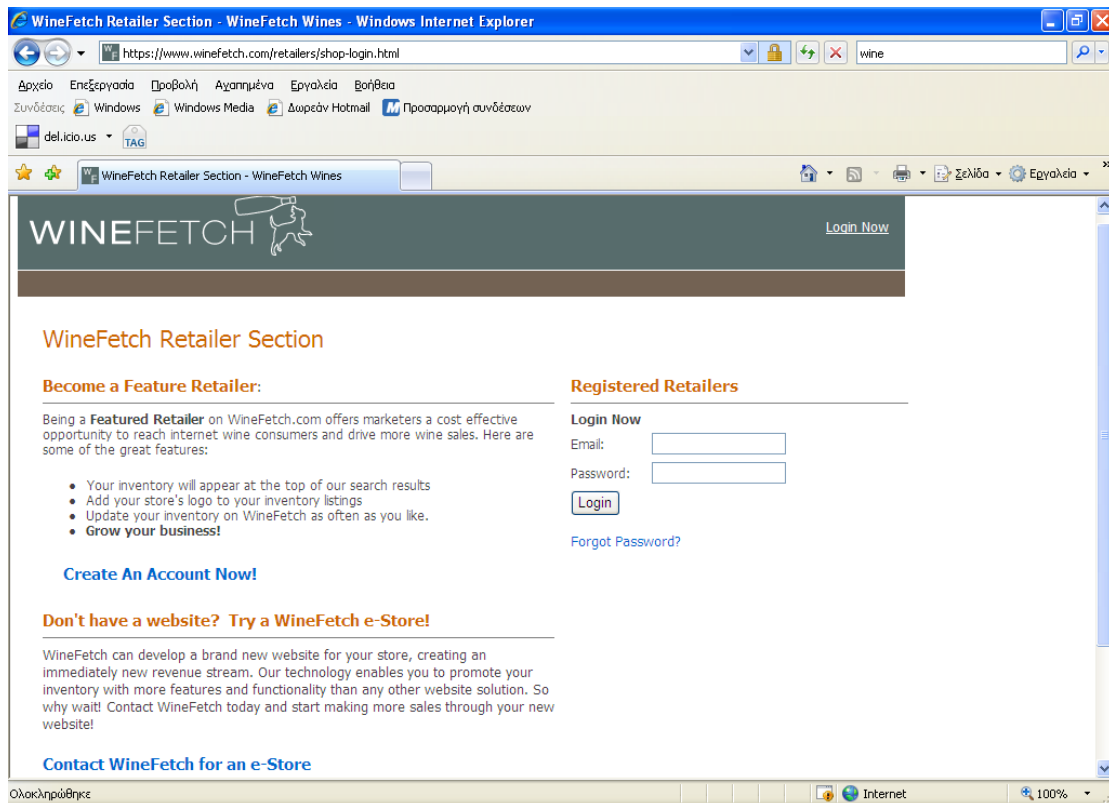 WineFetch Retailer Section - WineFetch Wines - Windows Internet Explorer
https://www.winefetch.com/retailers/shop-login.html wine
Αρχείο Επεξεργασία Προβολή Αγαπημένα Εργαλεία Βοήθεια
Συνδέσεις Windows Windows Media Δωρεάν Hotmail Προσαρμογή συνδέσεων
del.icio.us TAG
WineFetch Retailer Section - WineFetch Wines Σελίδα Εργαλεία »
WINEFETCH Login Now
WineFetch Retailer Section
Become a Feature Retailer:
Being a Featured Retailer on WineFetch.com offers marketers a cost effective
opportunity to reach internet wine consumers and drive more wine sales. Here are
some of the great features:
• Your inventory will appear at the top of our search results
• Add your store's logo to your inventory listings
• Update your inventory on WineFetch as often as you like.
• Grow your business!
Create An Account Now!
Don't have a website? Try a WineFetch e-Store!
WineFetch can develop a brand new website for your store, creating an
immediately new revenue stream. Our technology enables you to promote your
inventory with more features and functionality than any other website solution. So
why wait! Contact WineFetch today and start making more sales through your new
website!
Contact WineFetch for an e-Store
Registered Retailers
Login Now
Email:
Password:
Login
Forgot Password?
Ολοκληρώθηκε Internet 100%